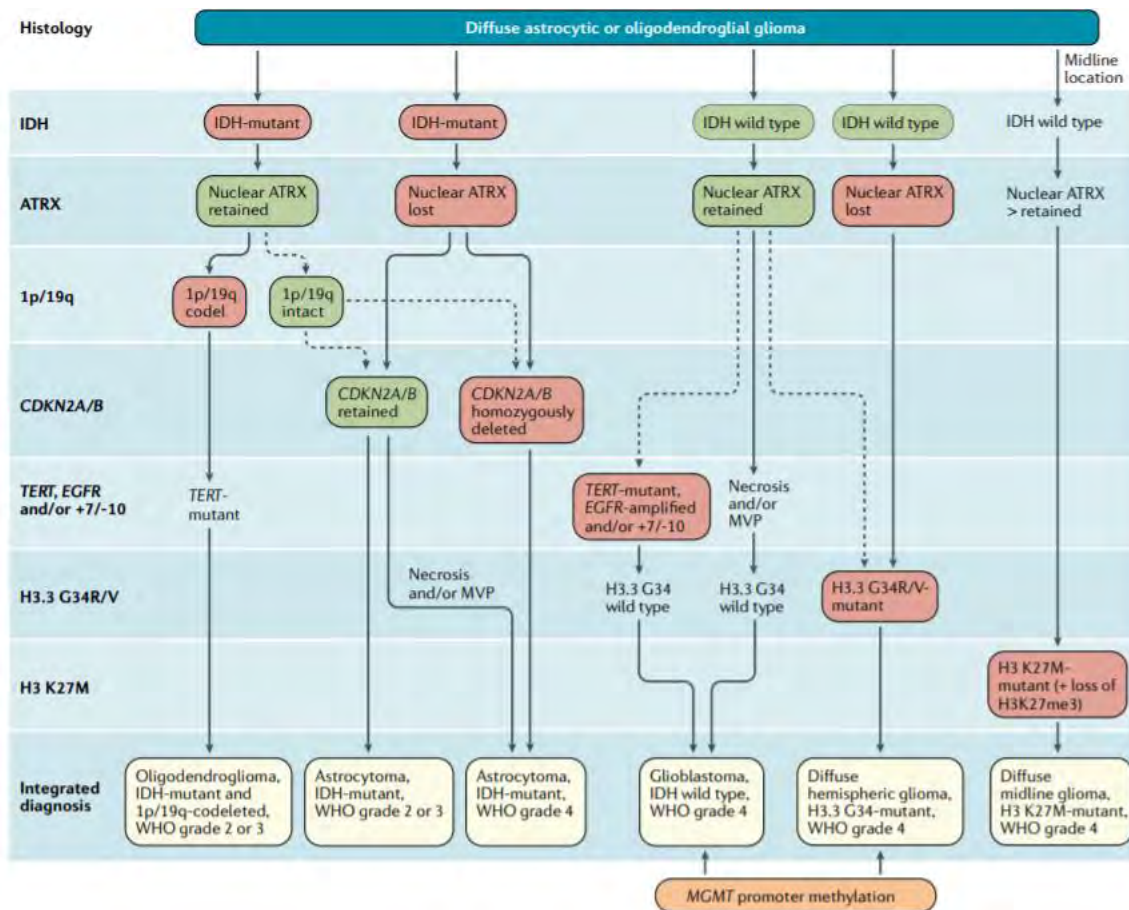 Histology
Diffuse astrocytic or oligodendroglial glioma
Midline
location
IDH
IDH-mutant
IDH-mutant
IDH wild type
IDH wild type
IDH wild type
ATRX
Nuclear ATRX
retained
Nuclear ATRX
lost
Nuclear ATRX
retained
Nuclear ATRX
lost
Nuclear ATRX
> retained
1p/19q
1p/19q
codel
1p/19q
intact
CDKN2A/B
CDKN2A/B
retained
CDKN2A/B
homozygously
deleted
TERT, EGFR
and/or +7/-10
TERT-
mutant
TERT-mutant,
EGFR-amplified
and/or +7/-10
Necrosis
and/or
MVP
H3.3 G34R/V
Necrosis
and/or MVP
H3.3 G34
wild type
H3.3 G34
wild type
H3.3 G34R/V-
mutant
H3 K27M
H3 K27M-
mutant (+ loss of
H3K27me3)
Integrated
diagnosis
Oligodendroglioma,
IDH-mutant and
1p/19q-codeleted,
WHO grade 2 or 3
Astrocytoma,
IDH-mutant,
WHO grade 2 or 3
Astrocytoma,
IDH-mutant,
WHO grade 4
Glioblastoma,
IDH wild type,
WHO grade 4
Diffuse
hemispheric glioma,
H3.3 G34-mutant,
WHO grade 4
Diffuse
midline glioma,
H3 K27M-mutant,
WHO grade 4
MGMT promoter methylation